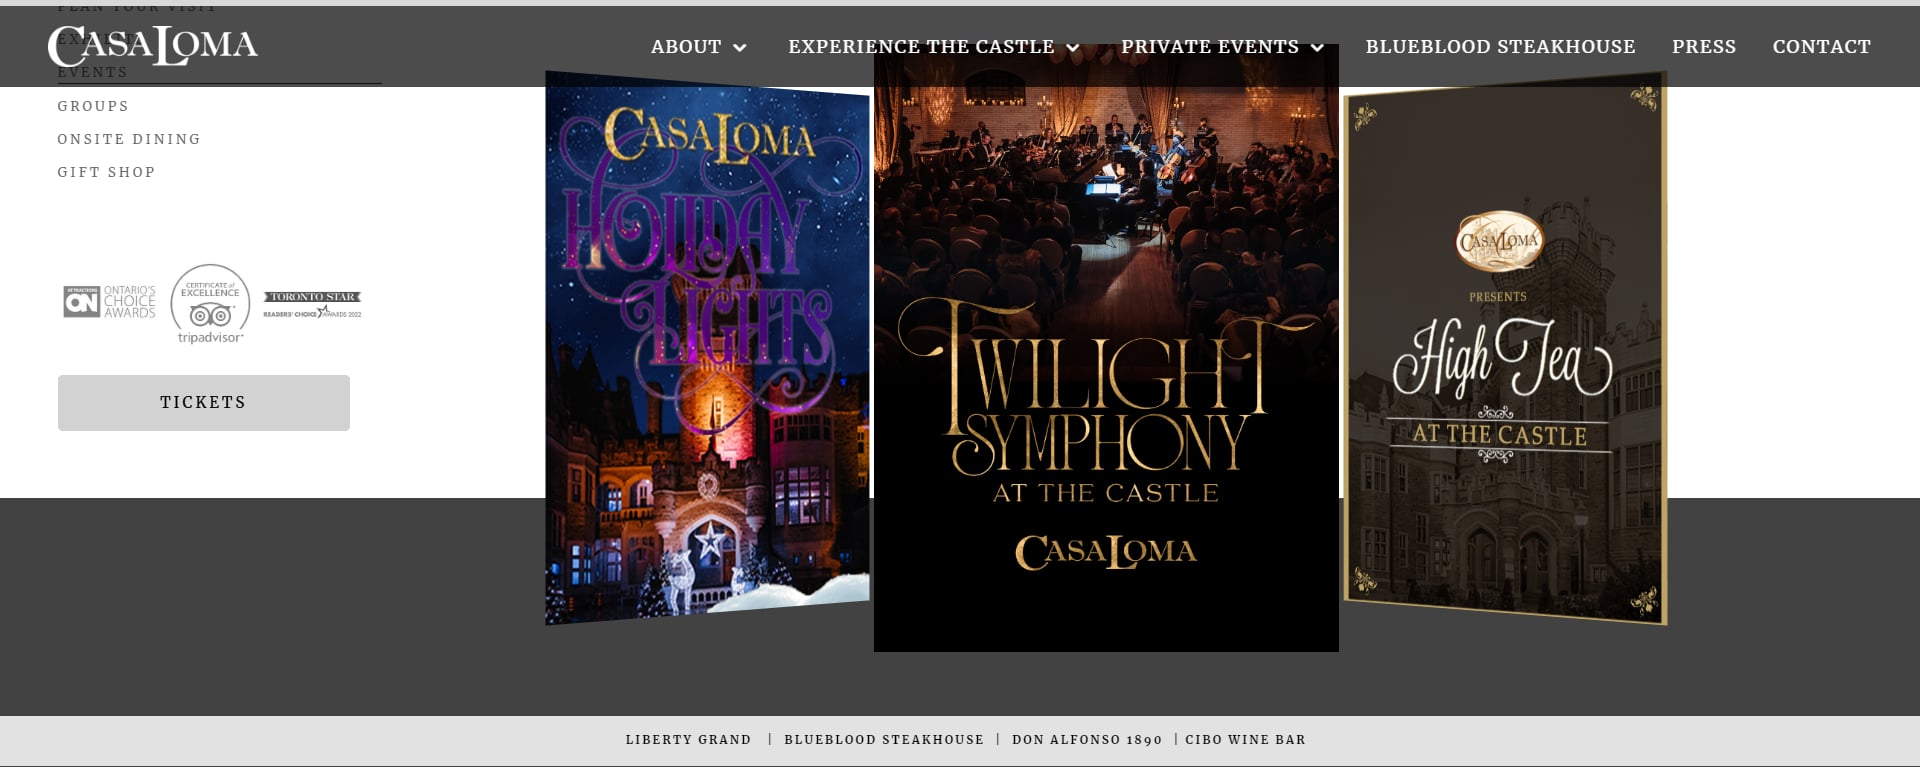 PLAN YOUR VISIT
EXHIBIT
EVENTS
GROUPS
ONSITE DINING
GIFT SHOP
CASA LOMA
ABOUT
EXPERIENCE THE CASTLE
PRIVATE EVENTS
BLUEBLOOD STEAKHOUSE
PRESS
CONTACT
ATTRACTIONS
ON
ONTARIO'S
CHOICE
AWARDS
CERTIFICATE of
EXCELLENCE
tripadvisor
TORONTO STAR
READERS' CHOICE AWARDS 2022
TICKETS
CASA LOMA
HOLIDAY
LIGHTS
TWILIGHT
SYMPHONY
AT THE CASTLE
CASA LOMA
CASA LOMA
PRESENTS
High Tea
AT THE CASTLE
LIBERTY GRAND | BLUEBLOOD STEAKHOUSE | DON ALFONSO 1890 | CIBO WINE BAR